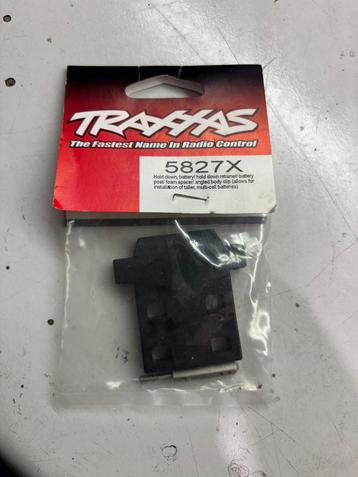 TRAXXAS
The Fastest Name In Radio Control
5827X
Hold down, battery/ hold down retainer/ battery
post/ foam spacer/ angled body clip (allows for
installation of taller, multi-cell batteries)